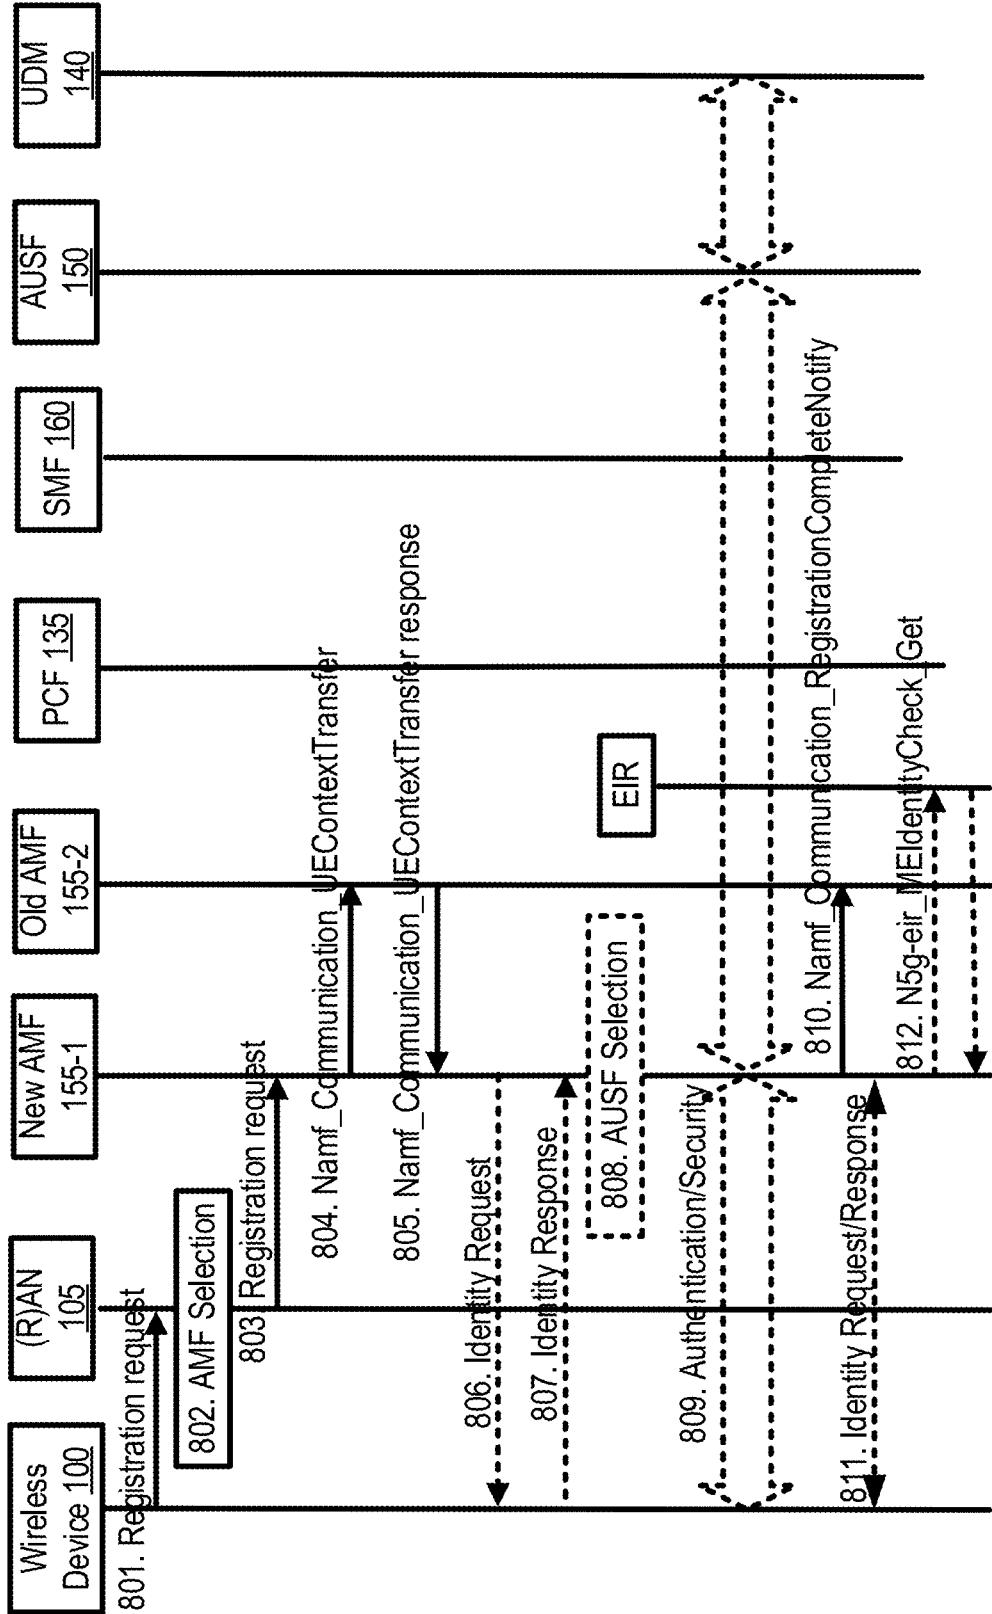 Wireless
Device 100
(R)AN
105
New AMF
155-1
Old AMF
155-2
PCF 135
SMF 160
AUSF
150
UDM
140
801. Registration request
802. AMF Selection
803 Registration request
804. Namf_Communication_UEContextTransfer
805. Namf_Communication_UEContextTransfer response
806. Identity Request
807. Identity Response
EIR
808. AUSF Selection
809. Authentication/Security
810. Namf_Communication_RegistrationCompleteNotify
811. Identity Request/Response
812. N5g-eir_MEIdentityCheck_Get